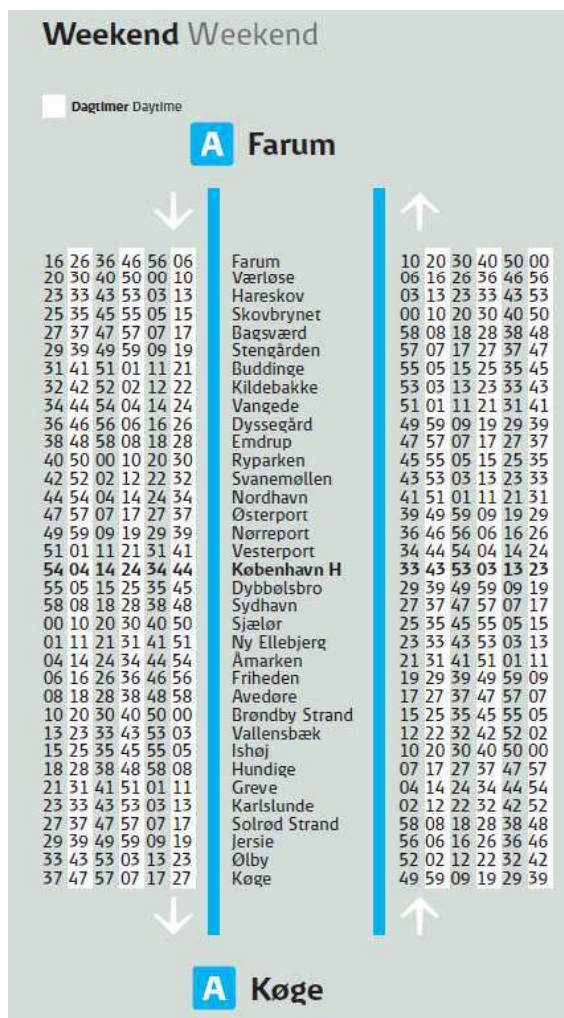 Weekend Weekend
Dagtimer Daytime
A Farum
16 26 36 46 56 06 Farum 10 20 30 40 50 00
20 30 40 50 00 10 Værløse 06 16 26 36 46 56
23 33 43 53 03 13 Hareskov 03 13 23 33 43 53
25 35 45 55 05 15 Skovbrynet 00 10 20 30 40 50
27 37 47 57 07 17 Bagsværd 58 08 18 28 38 48
29 39 49 59 09 19 Stengården 57 07 17 27 37 47
31 41 51 01 11 21 Buddinge 55 05 15 25 35 45
32 42 52 02 12 22 Kildebakke 53 03 13 23 33 43
34 44 54 04 14 24 Vangede 51 01 11 21 31 41
36 46 56 06 16 26 Dyssegård 49 59 09 19 29 39
38 48 58 08 18 28 Emdrup 47 57 07 17 27 37
40 50 00 10 20 30 Ryparken 45 55 05 15 25 35
42 52 02 12 22 32 Svanemøllen 43 53 03 13 23 33
44 54 04 14 24 34 Nordhavn 41 51 01 11 21 31
47 57 07 17 27 37 Østerport 39 49 59 09 19 29
49 59 09 19 29 39 Nørreport 36 46 56 06 16 26
51 01 11 21 31 41 Vesterport 34 44 54 04 14 24
54 04 14 24 34 44 København H 33 43 53 03 13 23
55 05 15 25 35 45 Dybbølsbro 29 39 49 59 09 19
58 08 18 28 38 48 Sydhavn 27 37 47 57 07 17
00 10 20 30 40 50 Sjælør 25 35 45 55 05 15
01 11 21 31 41 51 Ny Ellebjerg 23 33 43 53 03 13
04 14 24 34 44 54 Åmarken 21 31 41 51 01 11
06 16 26 36 46 56 Friheden 19 29 39 49 59 09
08 18 28 38 48 58 Avedøre 17 27 37 47 57 07
10 20 30 40 50 00 Brøndby Strand 15 25 35 45 55 05
13 23 33 43 53 03 Vallensbæk 12 22 32 42 52 02
15 25 35 45 55 05 Ishøj 10 20 30 40 50 00
18 28 38 48 58 08 Hundige 07 17 27 37 47 57
21 31 41 51 01 11 Greve 04 14 24 34 44 54
23 33 43 53 03 13 Karlslunde 02 12 22 32 42 52
27 37 47 57 07 17 Solrød Strand 58 08 18 28 38 48
29 39 49 59 09 19 Jersie 56 06 16 26 36 46
33 43 53 03 13 23 Ølby 52 02 12 22 32 42
37 47 57 07 17 27 Køge 49 59 09 19 29 39
A Køge